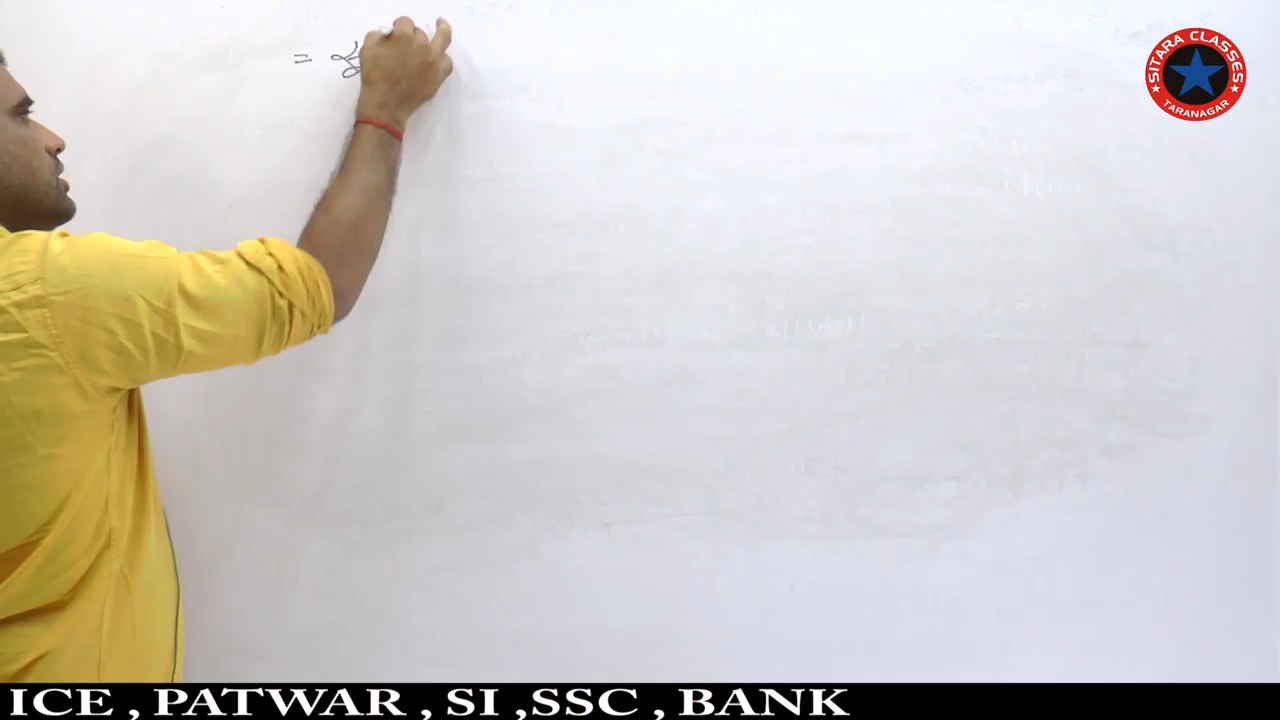 =
SITARA CLASSES
TARANAGAR
ICE , PATWAR , SI ,SSC , BANK